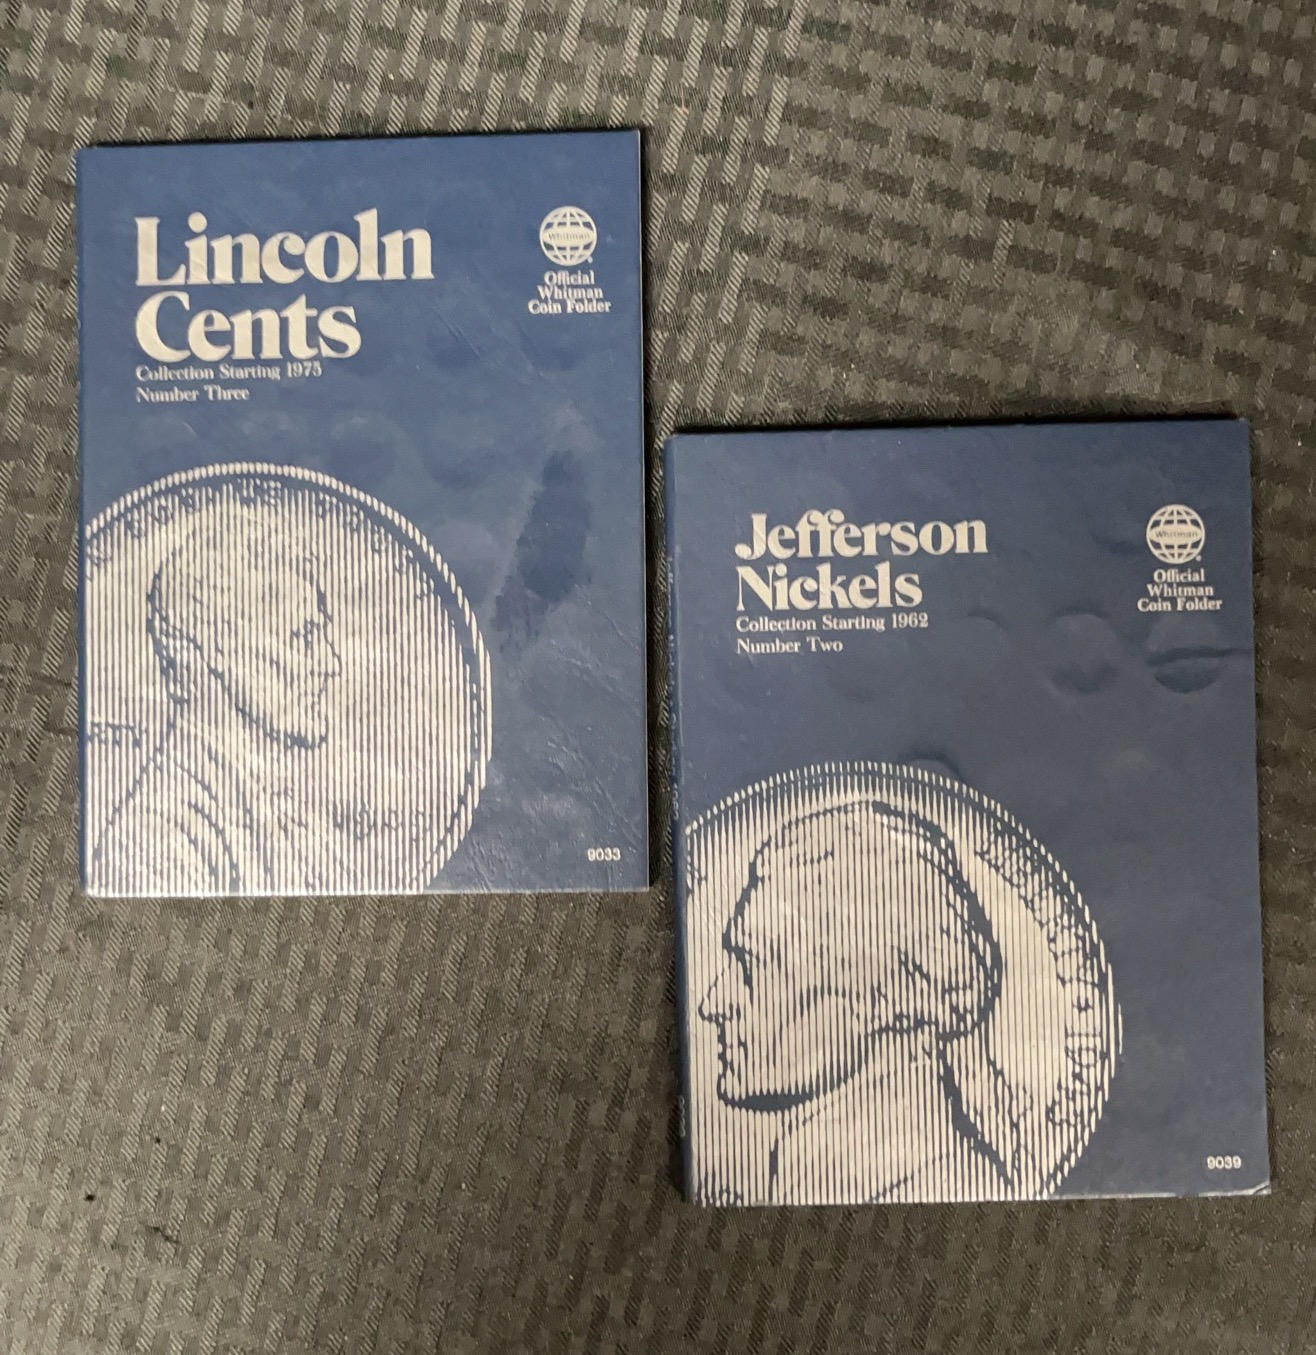 Lincoln
Cents
Collection Starting 1975
Number Three
Whitman
Official
Whitman
Coin Folder
9033
Jefferson
Nickels
Collection Starting 1962
Number Two
Whitman
Official
Whitman
Coin Folder
9039